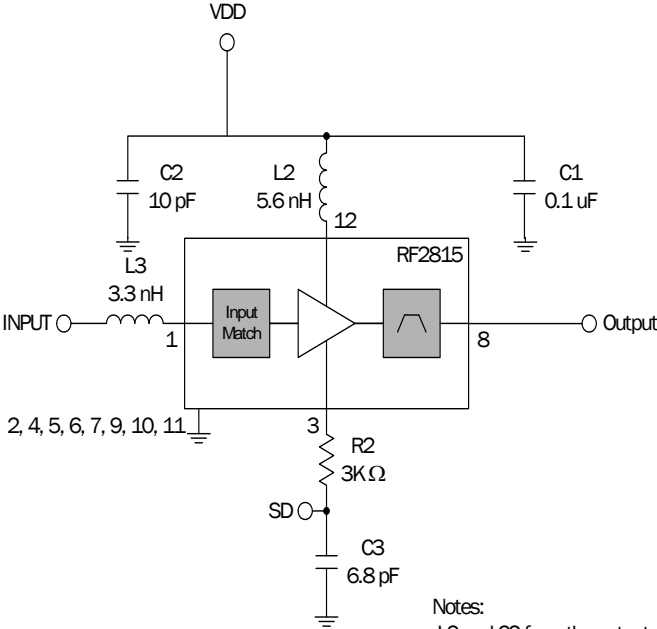 VDD
C2
10 pF
L2
5.6 nH
C1
0.1 uF
12
RF2815
L3
3.3 nH
INPUT
1
Input
Match
8
Output
2, 4, 5, 6, 7, 9, 10, 11
3
R2
3K Ω
SD
C3
6.8 pF
Notes: